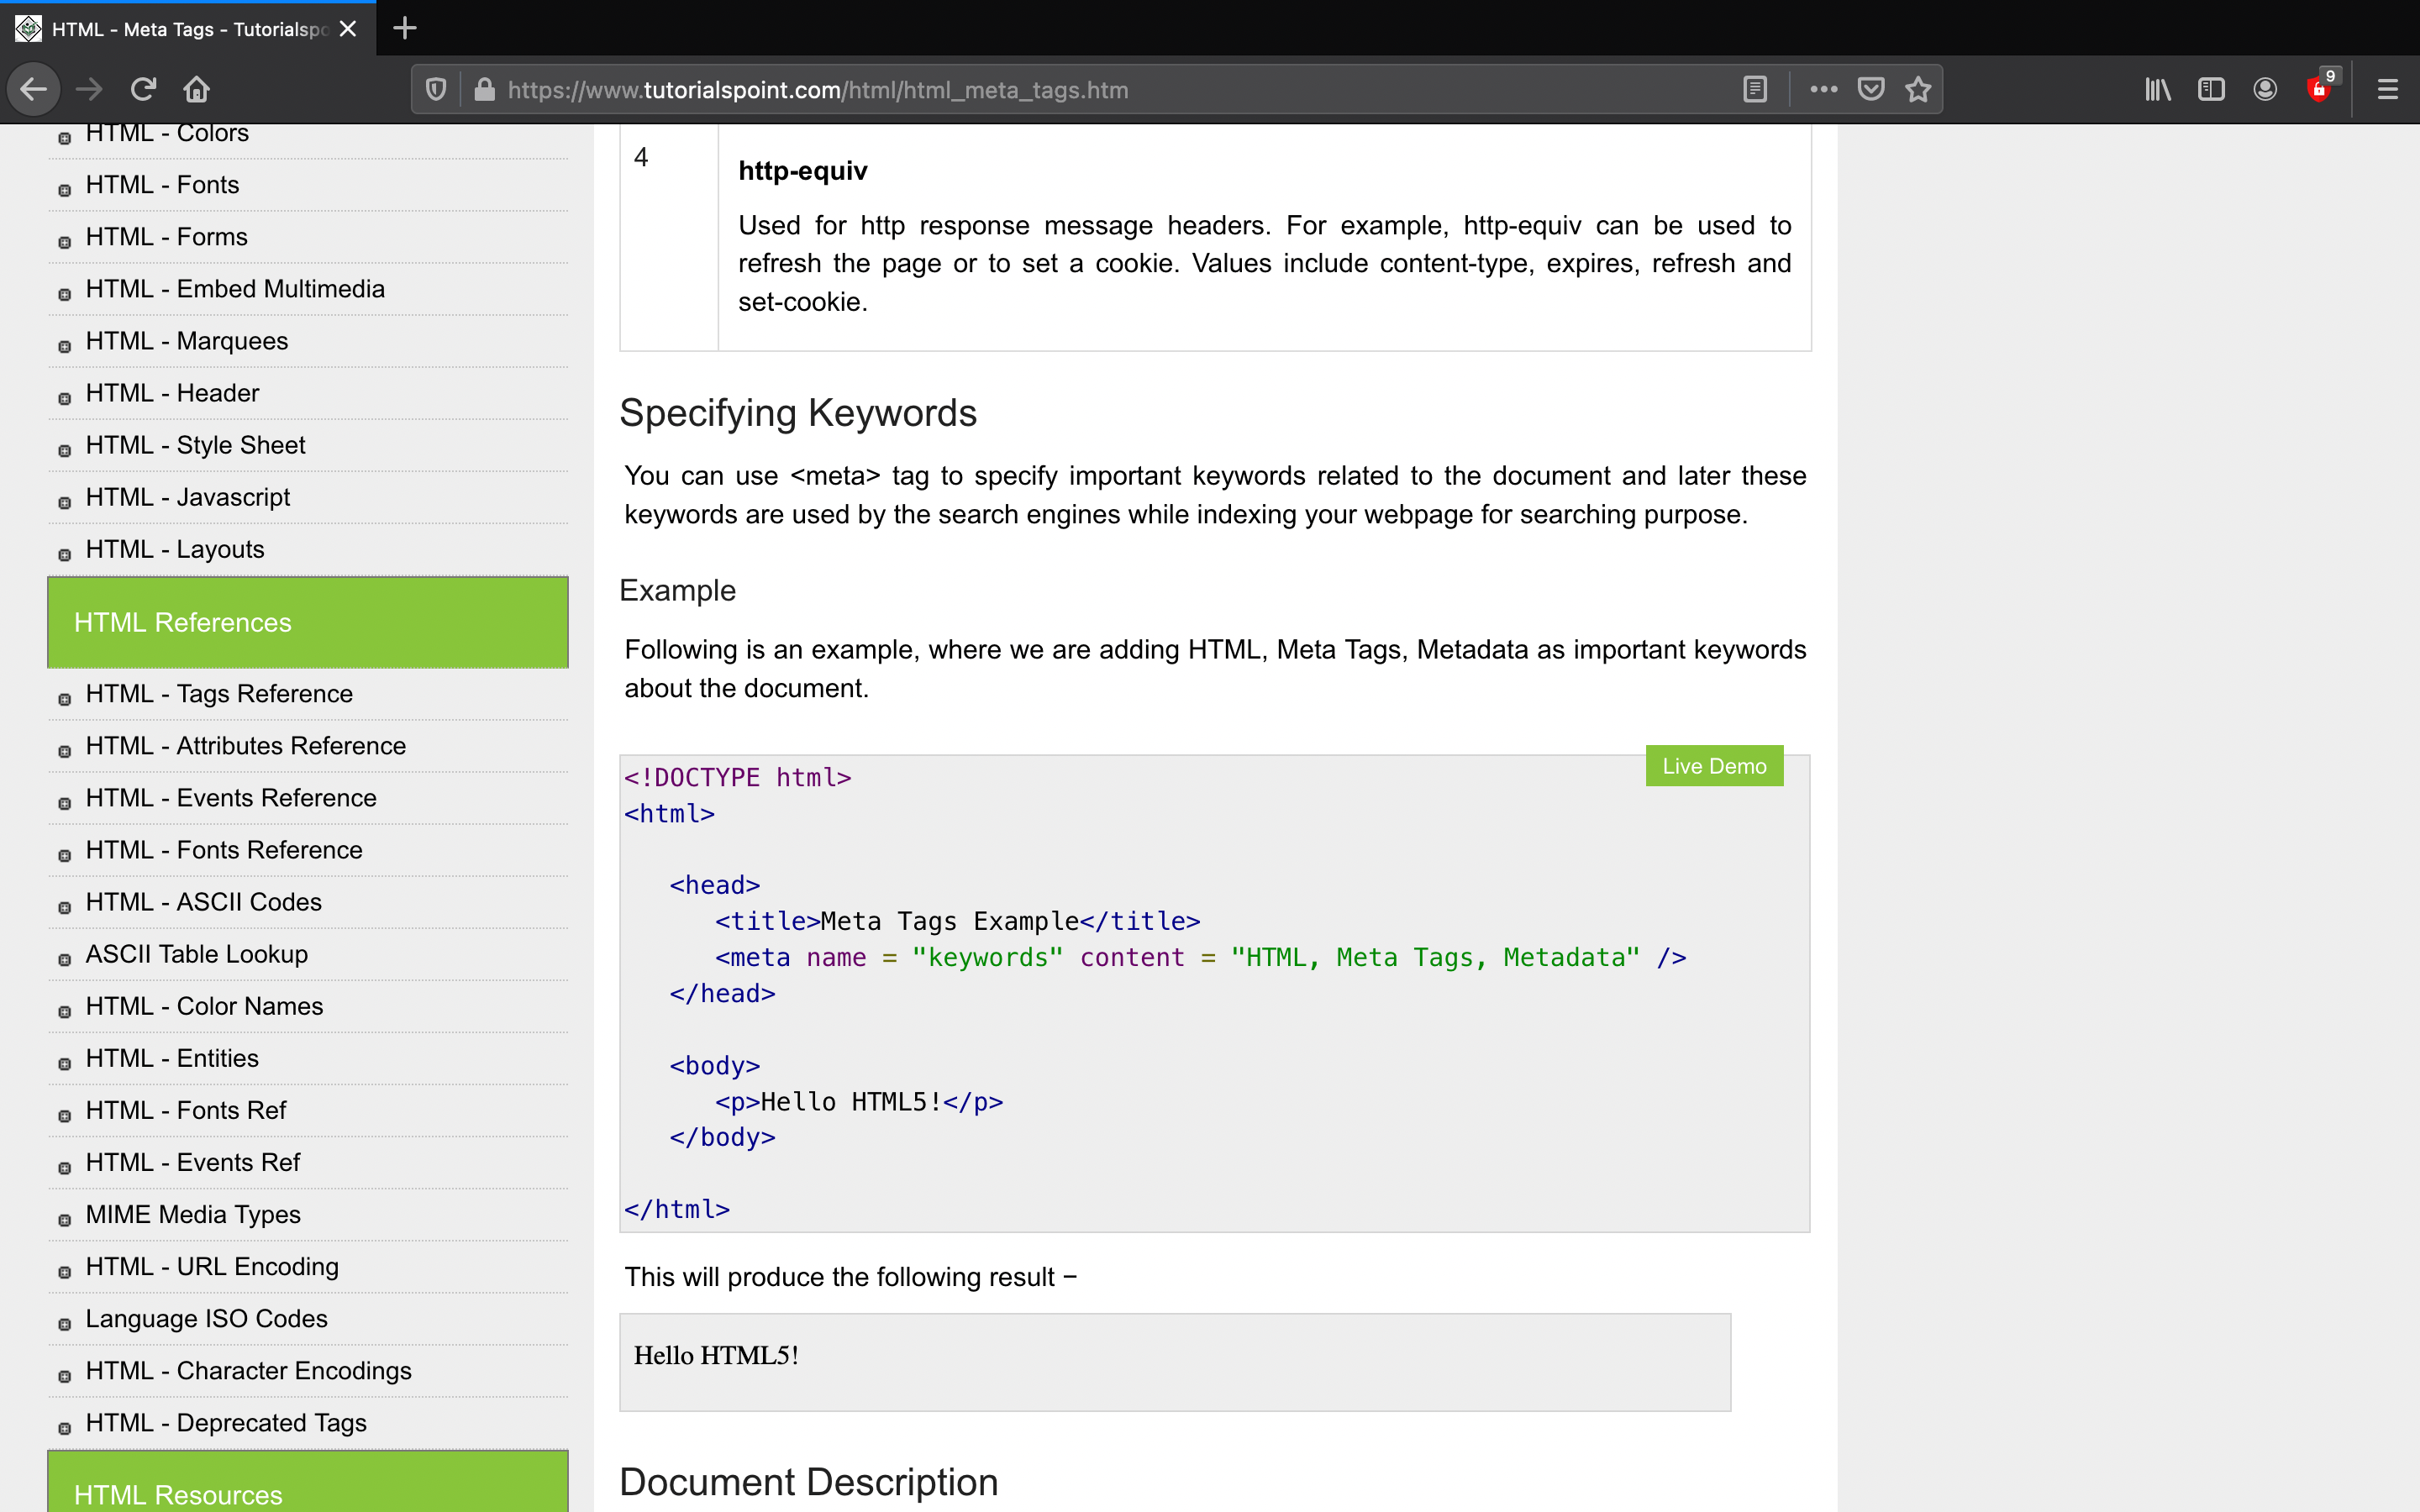 HTML - Meta Tags - Tutorialspo
https://www.tutorialspoint.com/html/html_meta_tags.htm
9
HTML - Colors
HTML - Fonts
HTML - Forms
HTML - Embed Multimedia
HTML - Marquees
HTML - Header
HTML - Style Sheet
HTML - Javascript
HTML - Layouts
HTML References
HTML - Tags Reference
HTML - Attributes Reference
HTML - Events Reference
HTML - Fonts Reference
HTML - ASCII Codes
ASCII Table Lookup
HTML - Color Names
HTML - Entities
HTML - Fonts Ref
HTML - Events Ref
MIME Media Types
HTML - URL Encoding
Language ISO Codes
HTML - Character Encodings
HTML - Deprecated Tags
HTML Resources
4
http-equiv
Used for http response message headers. For example, http-equiv can be used to
refresh the page or to set a cookie. Values include content-type, expires, refresh and
set-cookie.
Specifying Keywords
You can use <meta> tag to specify important keywords related to the document and later these
keywords are used by the search engines while indexing your webpage for searching purpose.
Example
Following is an example, where we are adding HTML, Meta Tags, Metadata as important keywords
about the document.
Live Demo
<!DOCTYPE html>
<html>
<head>
<title>Meta Tags Example</title>
<meta name = "keywords" content = "HTML, Meta Tags, Metadata" />
</head>
<body>
<p>Hello HTML5!</p>
</body>
</html>
This will produce the following result −
Hello HTML5!
Document Description